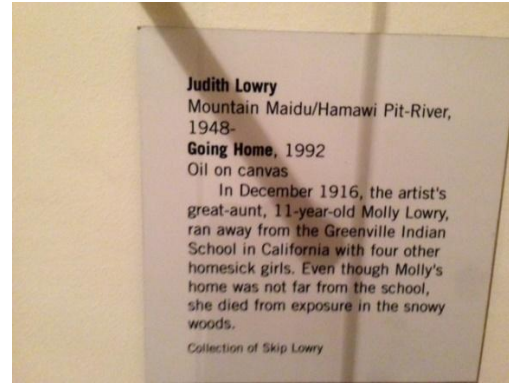 Judith Lowry
Mountain Maidu/Hamawi Pit-River,
1948-
Going Home, 1992
Oil on canvas
In December 1916, the artist's
great-aunt, 11-year-old Molly Lowry,
ran away from the Greenville Indian
School in California with four other
homesick girls. Even though Molly's
home was not far from the school,
she died from exposure in the snowy
woods.
Collection of Skip Lowry